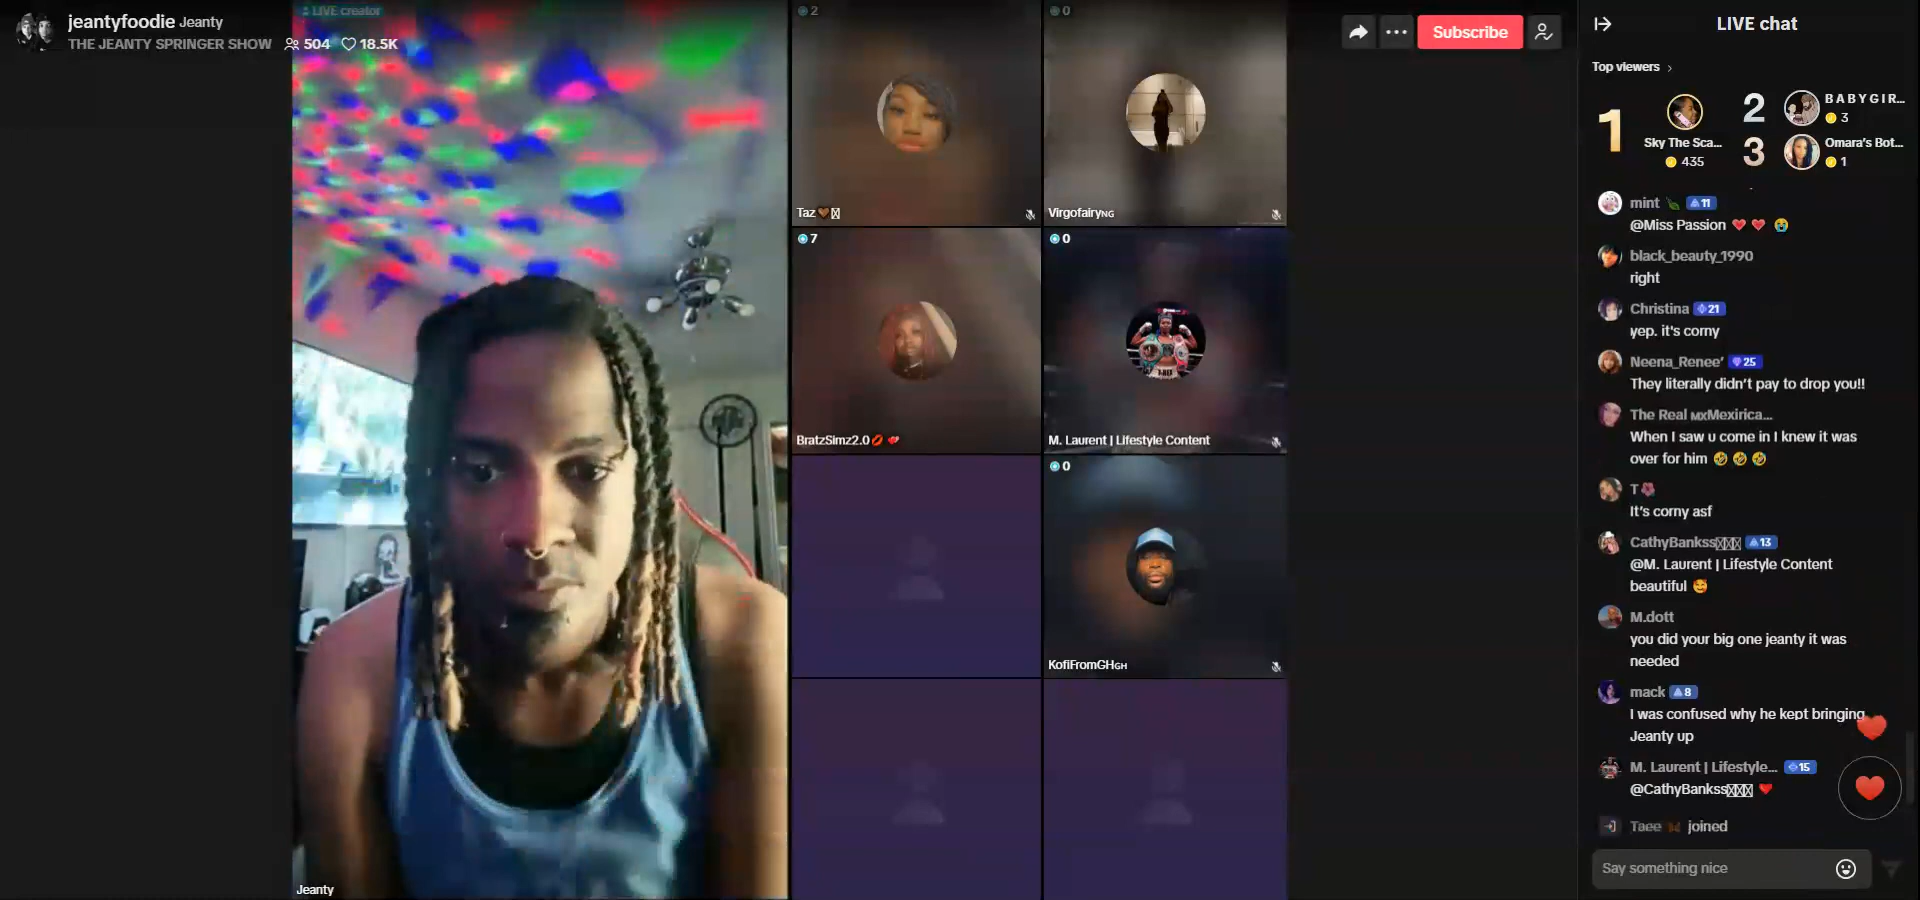 jeantyfoodie Jeanty
THE JEANTY SPRINGER SHOW 504 18.5K
LIVE creator
2
0
Subscribe
Taz
VirgofairyNG
7
0
BratzSimz2.0
M. Laurent | Lifestyle Content
0
KofiFromGHGH
Jeanty
LIVE chat
Top viewers >
1
Sky The Sca...
435
2
BABYGIR...
3
3
Omara's Bot...
1
mint 11
@Miss Passion ❤️ ❤️ 😭
black_beauty_1990
right
Christina 21
yep. it's corny
Neena_Renee' 25
They literally didn't pay to drop you!!
The Real MXMexirica...
When I saw u come in I knew it was
over for him 🤣 🤣 🤣
T🌺
It's corny asf
CathyBankss 13
@M. Laurent | Lifestyle Content
beautiful 🥰
M.dott
you did your big one jeanty it was
needed
mack 8
I was confused why he kept bringing
Jeanty up
M. Laurent | Lifestyle... 15
@CathyBankss ❤️
Taee joined
Say something nice